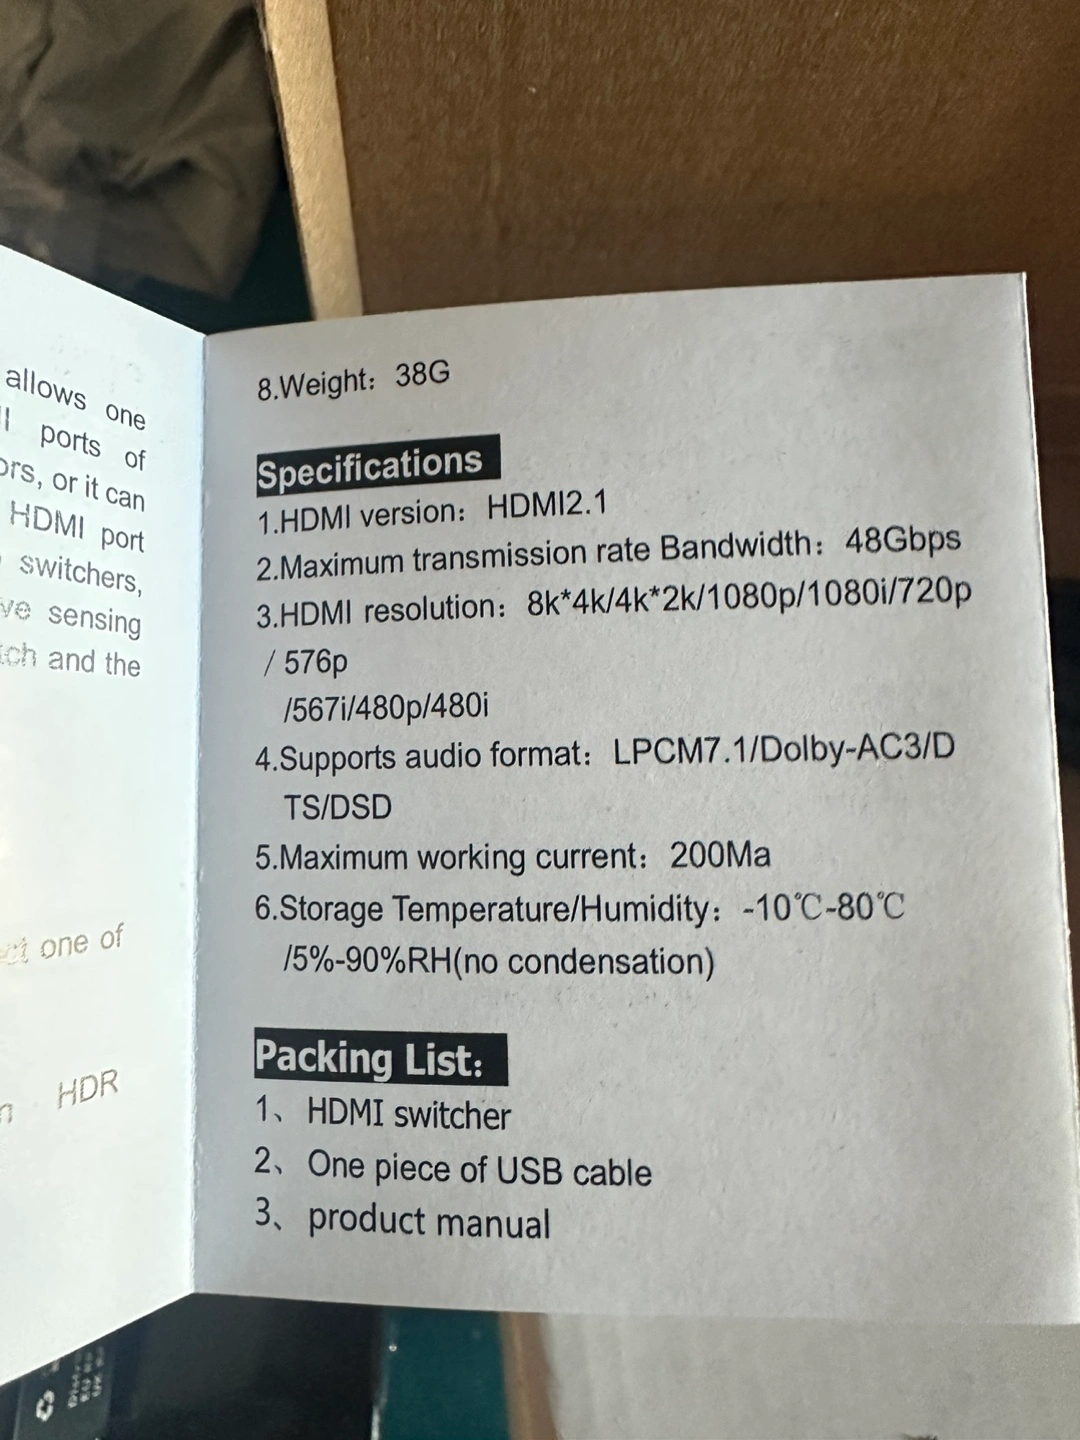 allows one
ports of
or it can
HDMI port
switchers,
sensing
and the
one of
HDR
8.Weight：38G
Specifications
1.HDMI version：HDMI2.1
2.Maximum transmission rate Bandwidth：48Gbps
3.HDMI resolution：8k*4k/4k*2k/1080p/1080i/720p
/ 576p
/567i/480p/480i
4.Supports audio format：LPCM7.1/Dolby-AC3/D
TS/DSD
5.Maximum working current：200Ma
6.Storage Temperature/Humidity：-10℃-80℃
/5%-90%RH(no condensation)
Packing List：
1、HDMI switcher
2、One piece of USB cable
3、product manual